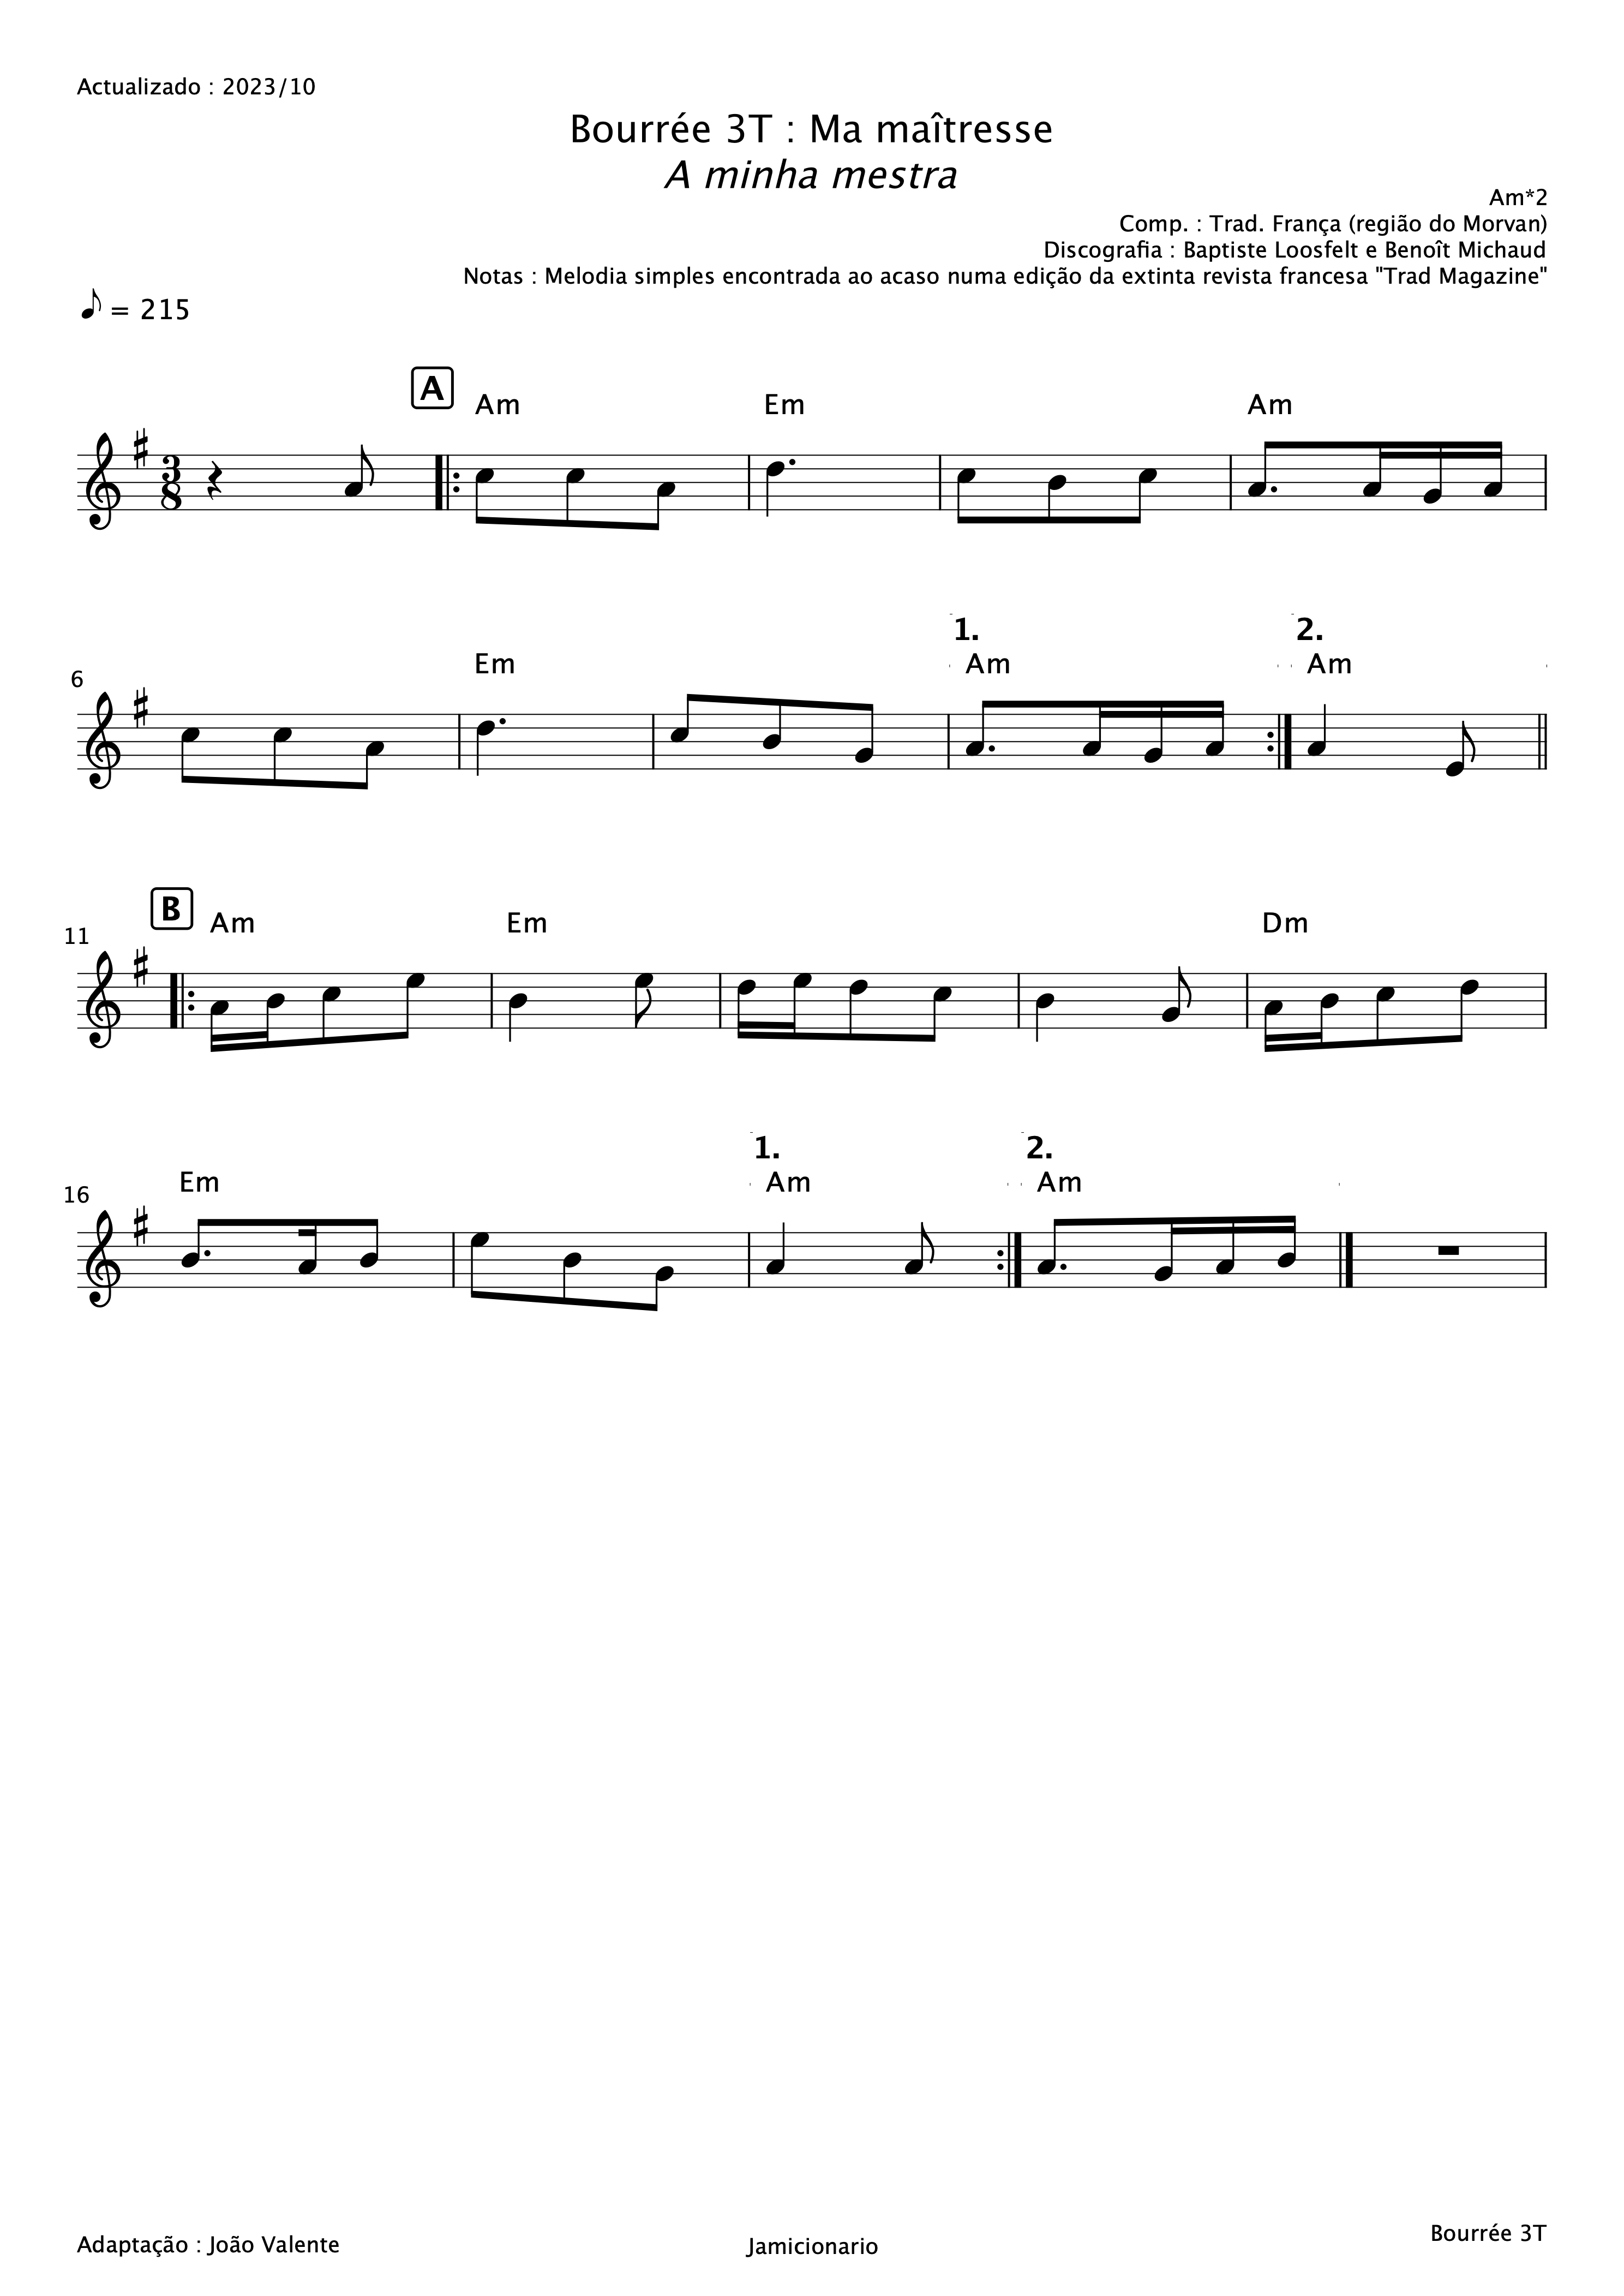 Actualizado : 2023/10
Bourrée 3T : Ma maîtresse
A minha mestra
Am*2
Comp. : Trad. França (região do Morvan)
Discografia : Baptiste Loosfelt e Benoît Michaud
Notas : Melodia simples encontrada ao acaso numa edição da extinta revista francesa "Trad Magazine"
= 215
A
Am Em Am
3
8
1. 2.
6 Em Am Am
B
11 Am Em Dm
1. 2.
16 Em Am Am
Adaptação : João Valente
Jamicionario
Bourrée 3T